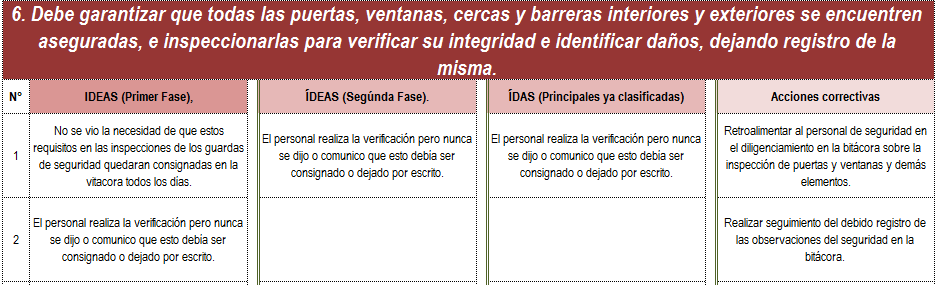 6. Debe garantizar que todas las puertas, ventanas, cercas y barreras interiores y exteriores se encuentren
aseguradas, e inspeccionarlas para verificar su integridad e identificar daños, dejando registro de la
misma.
N°
IDEAS (Primer Fase),
ÍDEAS (Segúnda Fase).
ÍDAS (Principales ya clasificadas)
Acciones correctivas
1
No se vio la necesidad de que estos
requisitos en las inspecciones de los guardas
de seguridad quedaran consignadas en la
vitacora todos los días.
El personal realiza la verificación pero nunca
se dijo o comunico que esto debía ser
consignado o dejado por escrito.
El personal realiza la verificación pero nunca
se dijo o comunico que esto debía ser
consignado o dejado por escrito.
Retroalimentar al personal de seguridad en
el diligenciamiento en la bitácora sobre la
inspección de puertas y ventanas y demás
elementos.
2
El personal realiza la verificación pero nunca
se dijo o comunico que esto debía ser
consignado o dejado por escrito.
Realizar seguimiento del debido registro de
las observaciones del seguridad en la
bitácora.